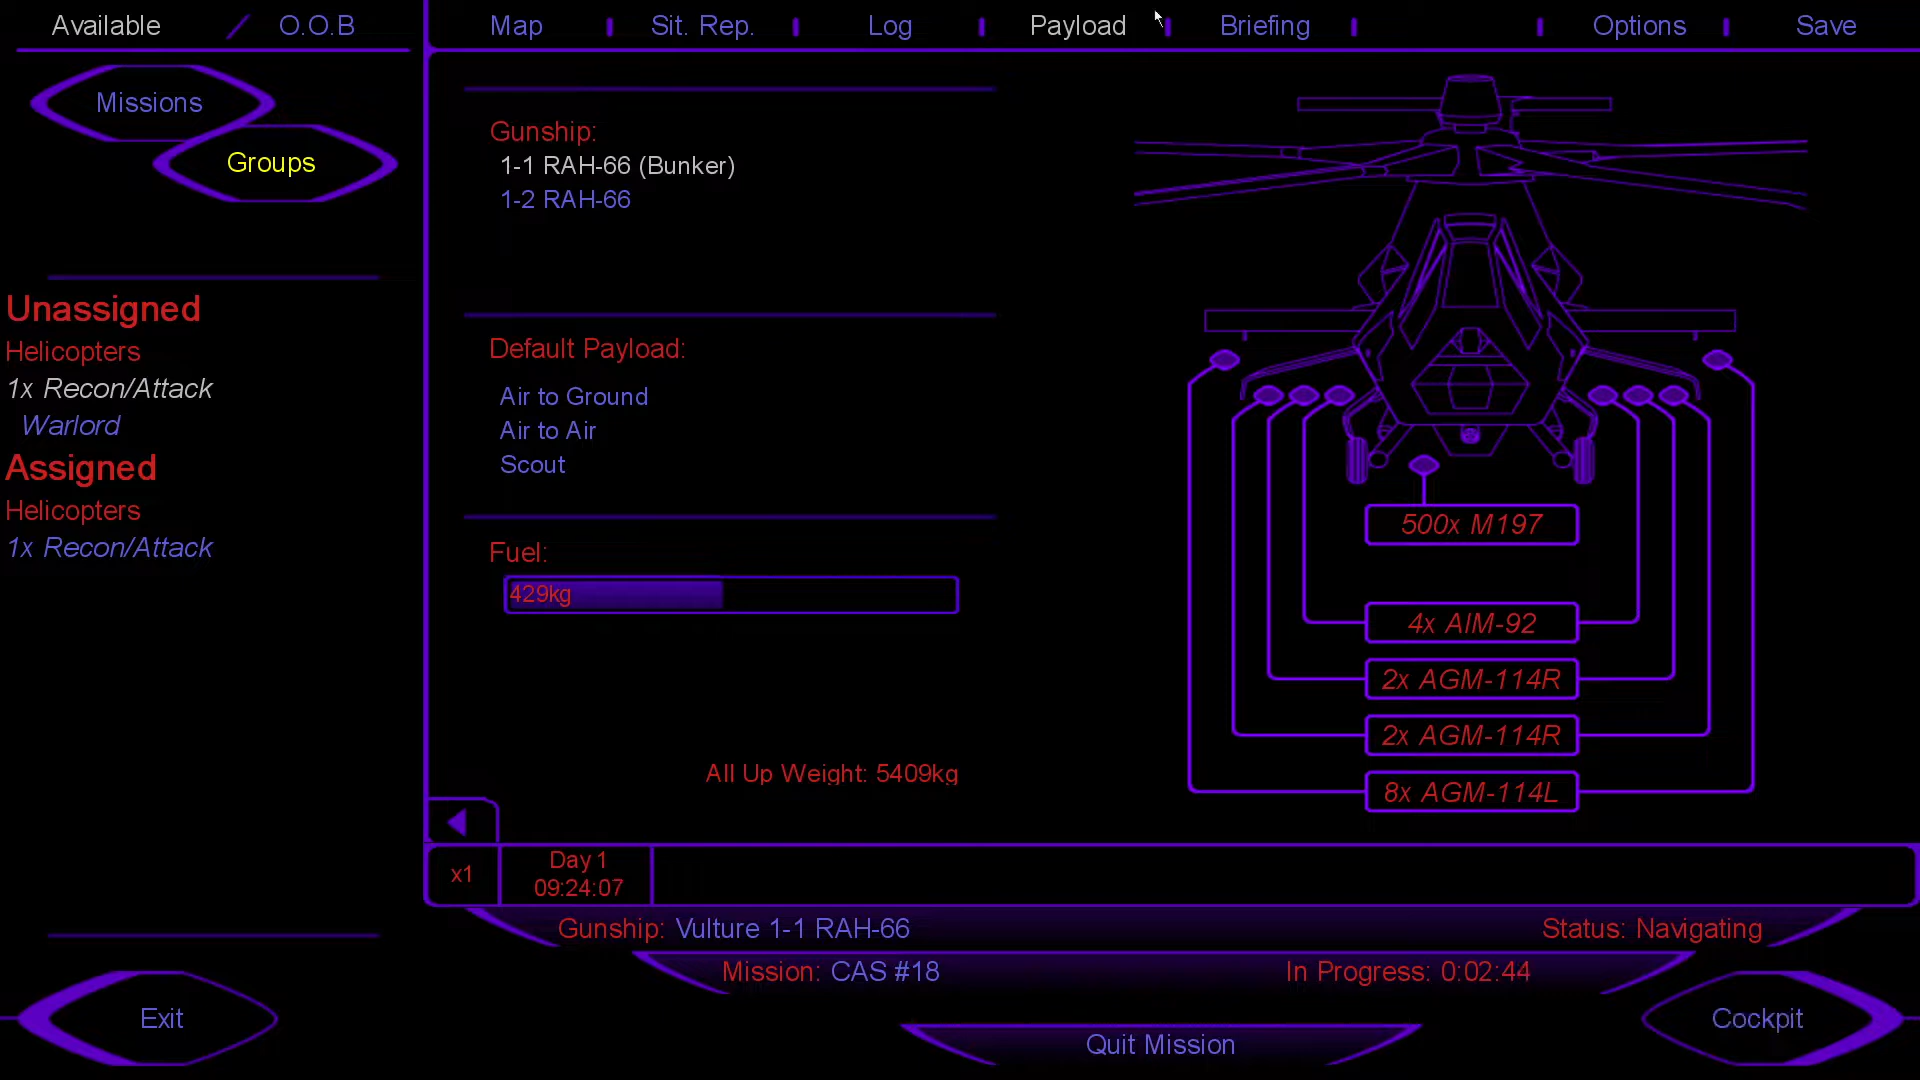 Available / O.O.B
Map
Sit. Rep.
Log
Payload
Briefing
Options
Save
Missions
Groups
Unassigned
Helicopters
1x Recon/Attack
Warlord
Assigned
Helicopters
1x Recon/Attack
Gunship:
1-1 RAH-66 (Bunker)
1-2 RAH-66
Default Payload:
Air to Ground
Air to Air
Scout
Fuel:
429kg
All Up Weight: 5409kg
500x M197
4x AIM-92
2x AGM-114R
2x AGM-114R
8x AGM-114L
x1
Day 1
09:24:07
Gunship: Vulture 1-1 RAH-66
Status: Navigating
Mission: CAS #18
In Progress: 0:02:44
Exit
Quit Mission
Cockpit